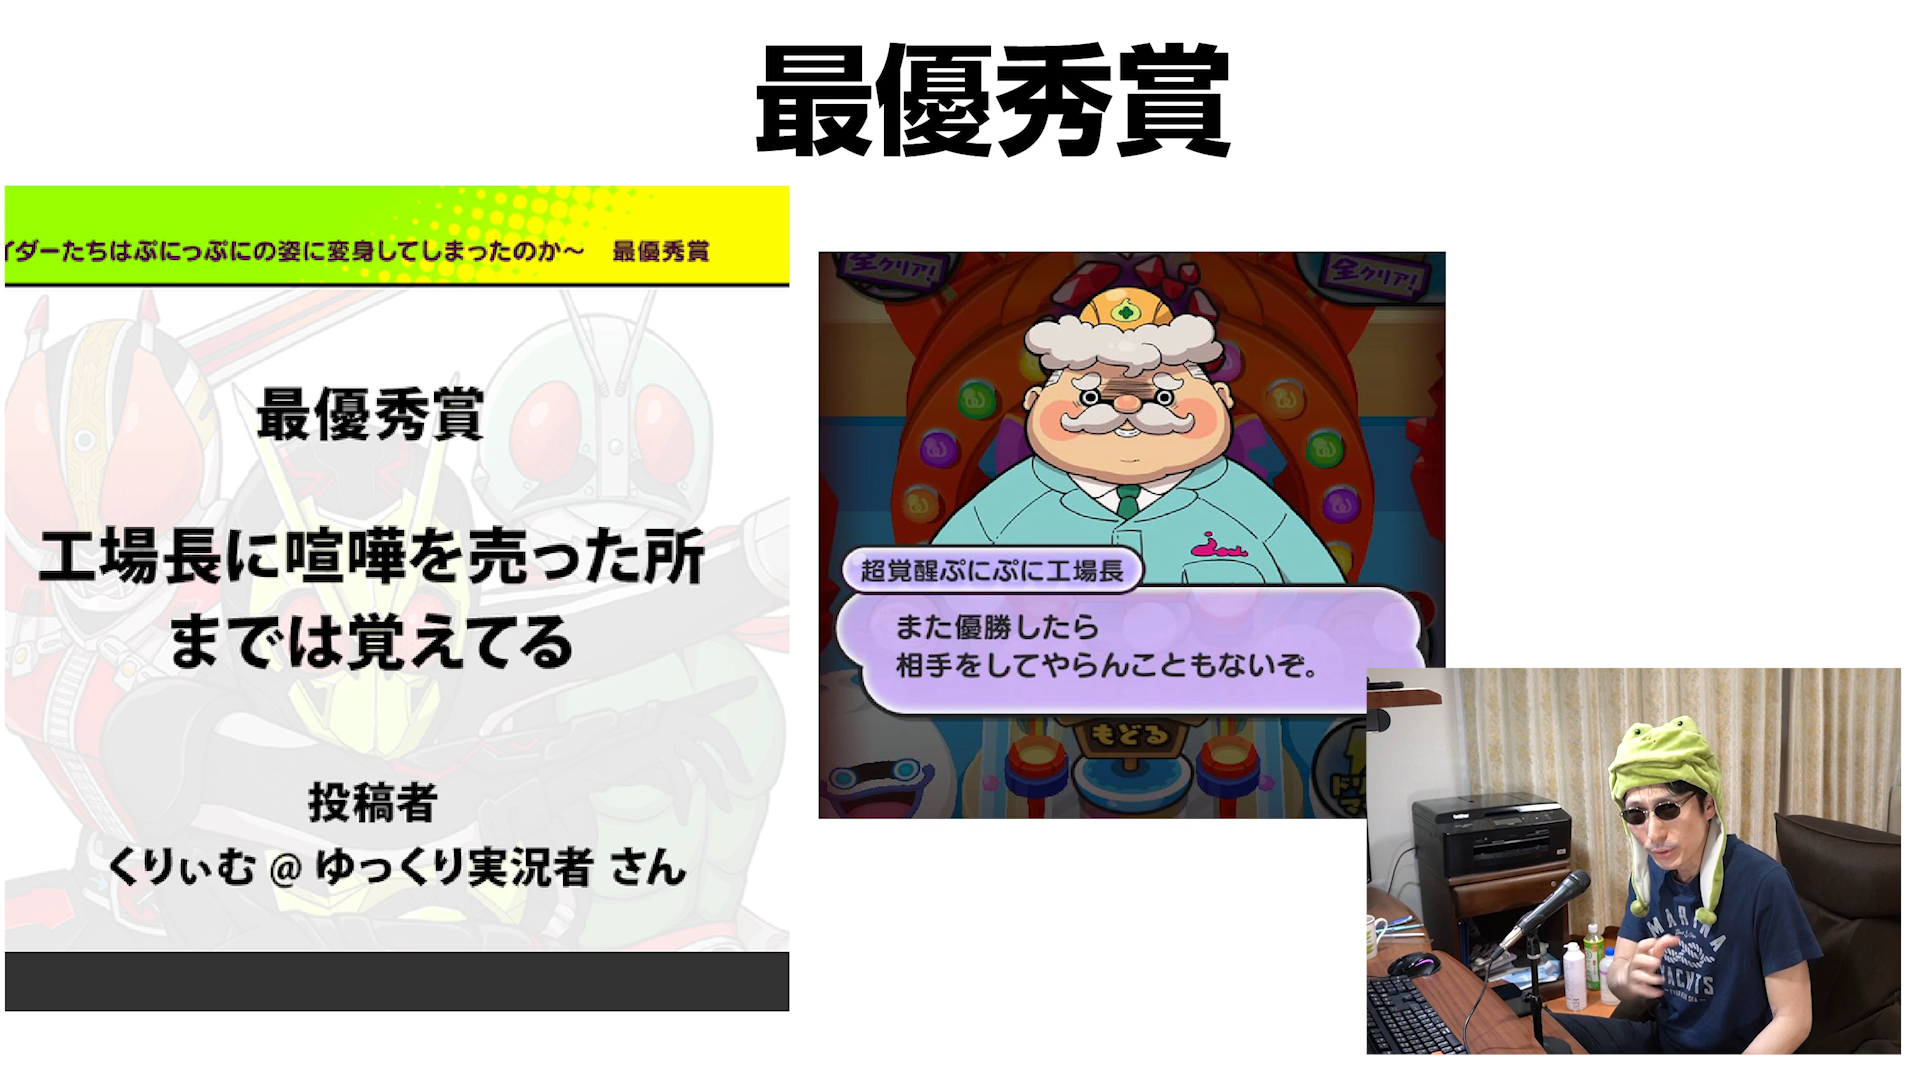 最優秀賞
イダーたちはぷにっぷにの姿に変身してしまったのか～　最優秀賞
最優秀賞
工場長に喧嘩を売った所
までは覚えてる
投稿者
くりぃむ@ゆっくり実況者 さん
全クリア!
全クリア!
超覚醒ぷにぷに工場長
また優勝したら
相手をしてやらんこともないぞ。
もどる
brother
MARINA
YACHTS